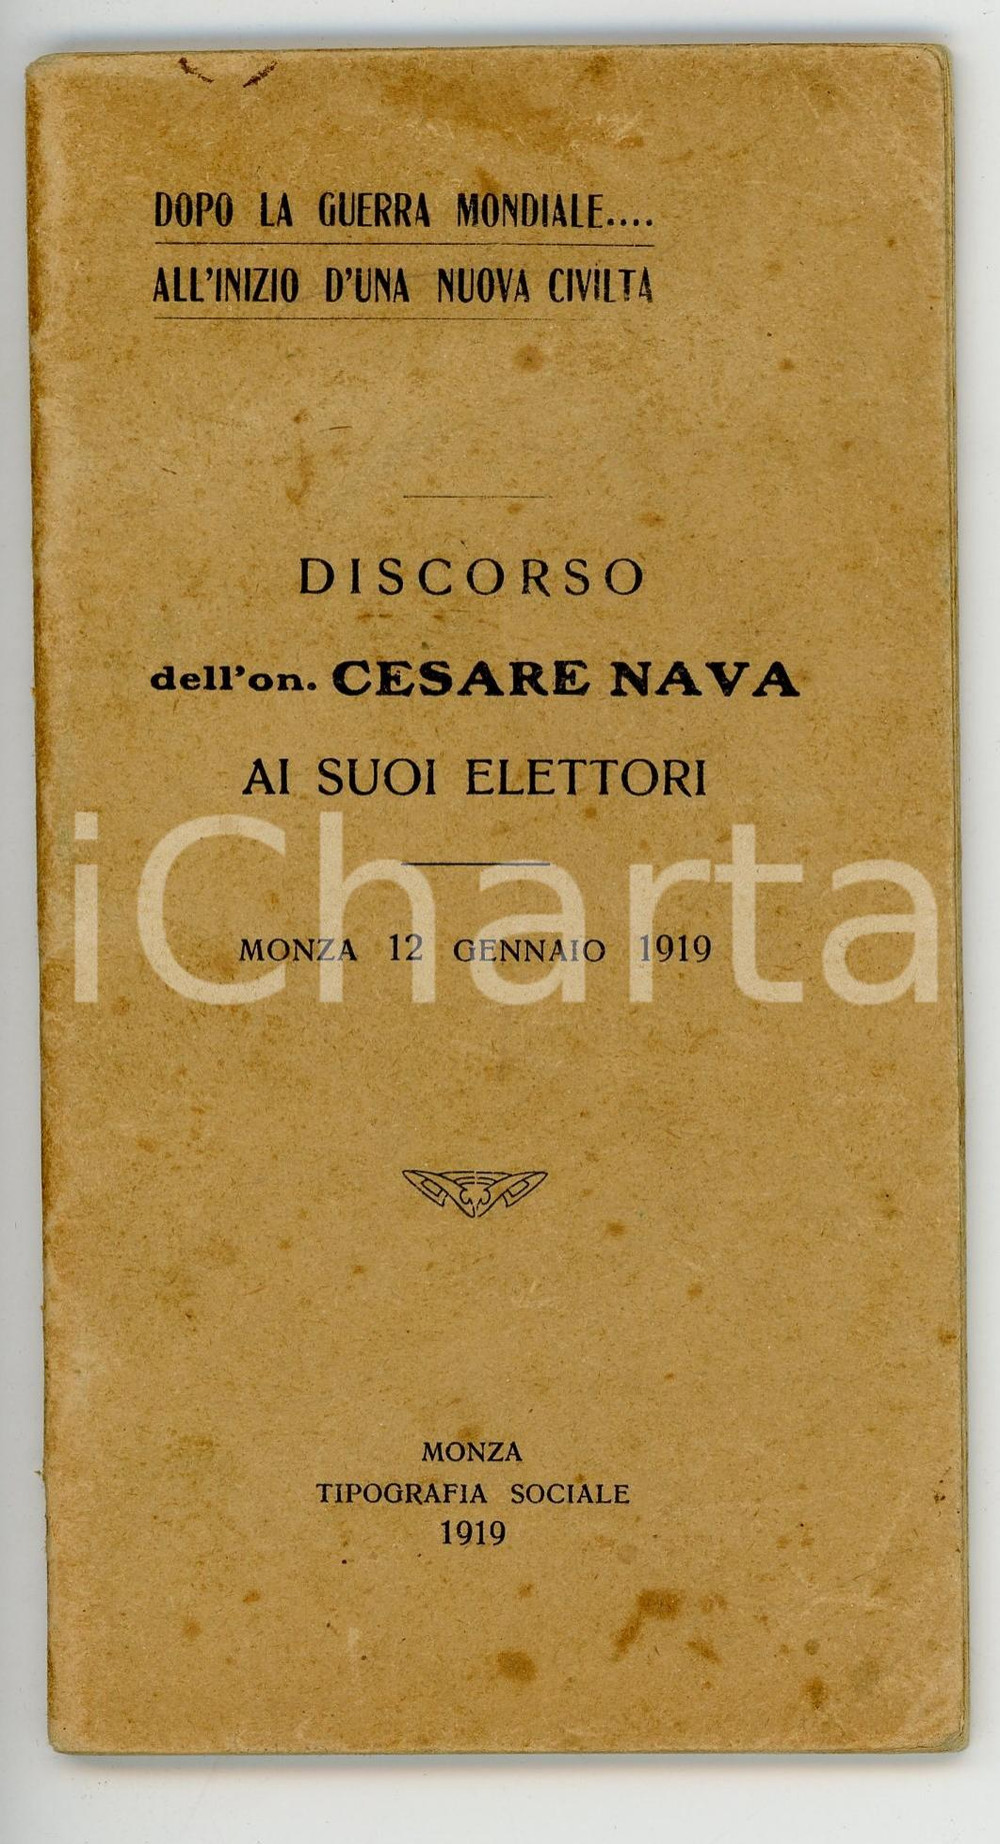 DOPO LA GUERRA MONDIALE....
ALL'INIZIO D'UNA NUOVA CIVILTA
DISCORSO
dell'on. CESARE NAVA
AI SUOI ELETTORI
iCharta
MONZA 12 GENNAIO 1919
MONZA
TIPOGRAFIA SOCIALE
1919